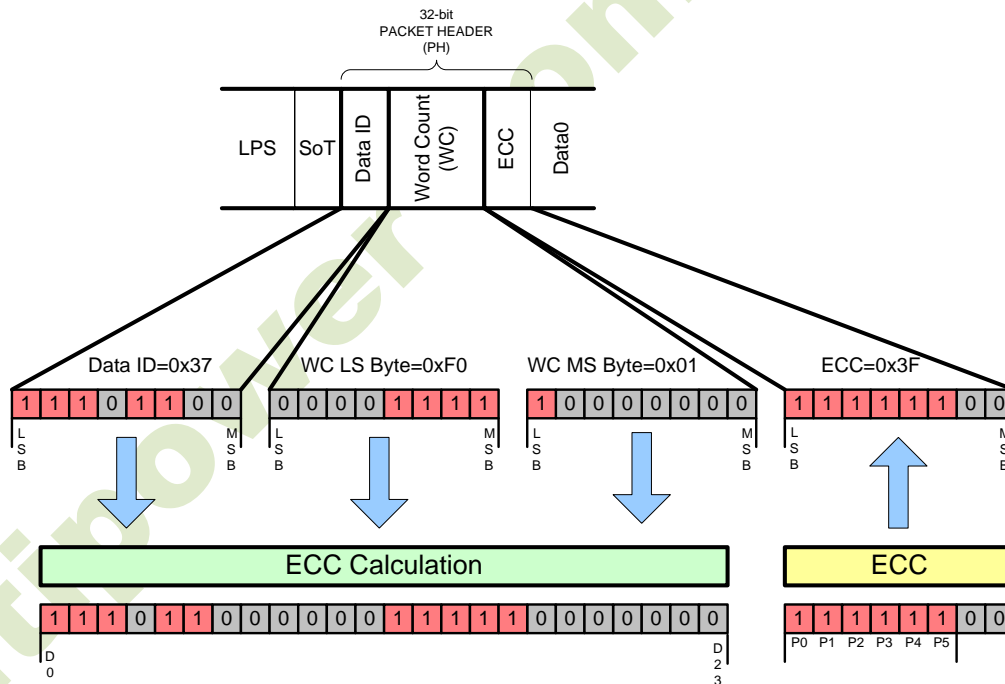 32-bit
PACKET HEADER
(PH)
LPS
SoT
Data ID
Word Count
(WC)
ECC
Data0
Data ID=0x37
WC LS Byte=0xF0
WC MS Byte=0x01
ECC=0x3F
1 1 1 0 1 1 0 0
0 0 0 0 1 1 1 1
1 0 0 0 0 0 0 0
1 1 1 1 1 1 0 0
LSB
MSB
LSB
MSB
LSB
MSB
LSB
MSB
ECC Calculation
ECC
1 1 1 0 1 1 0 0 0 0 0 0 1 1 1 1 1 0 0 0 0 0 0 0
1 1 1 1 1 1 0 0
D0
D23
P0 P1 P2 P3 P4 P5